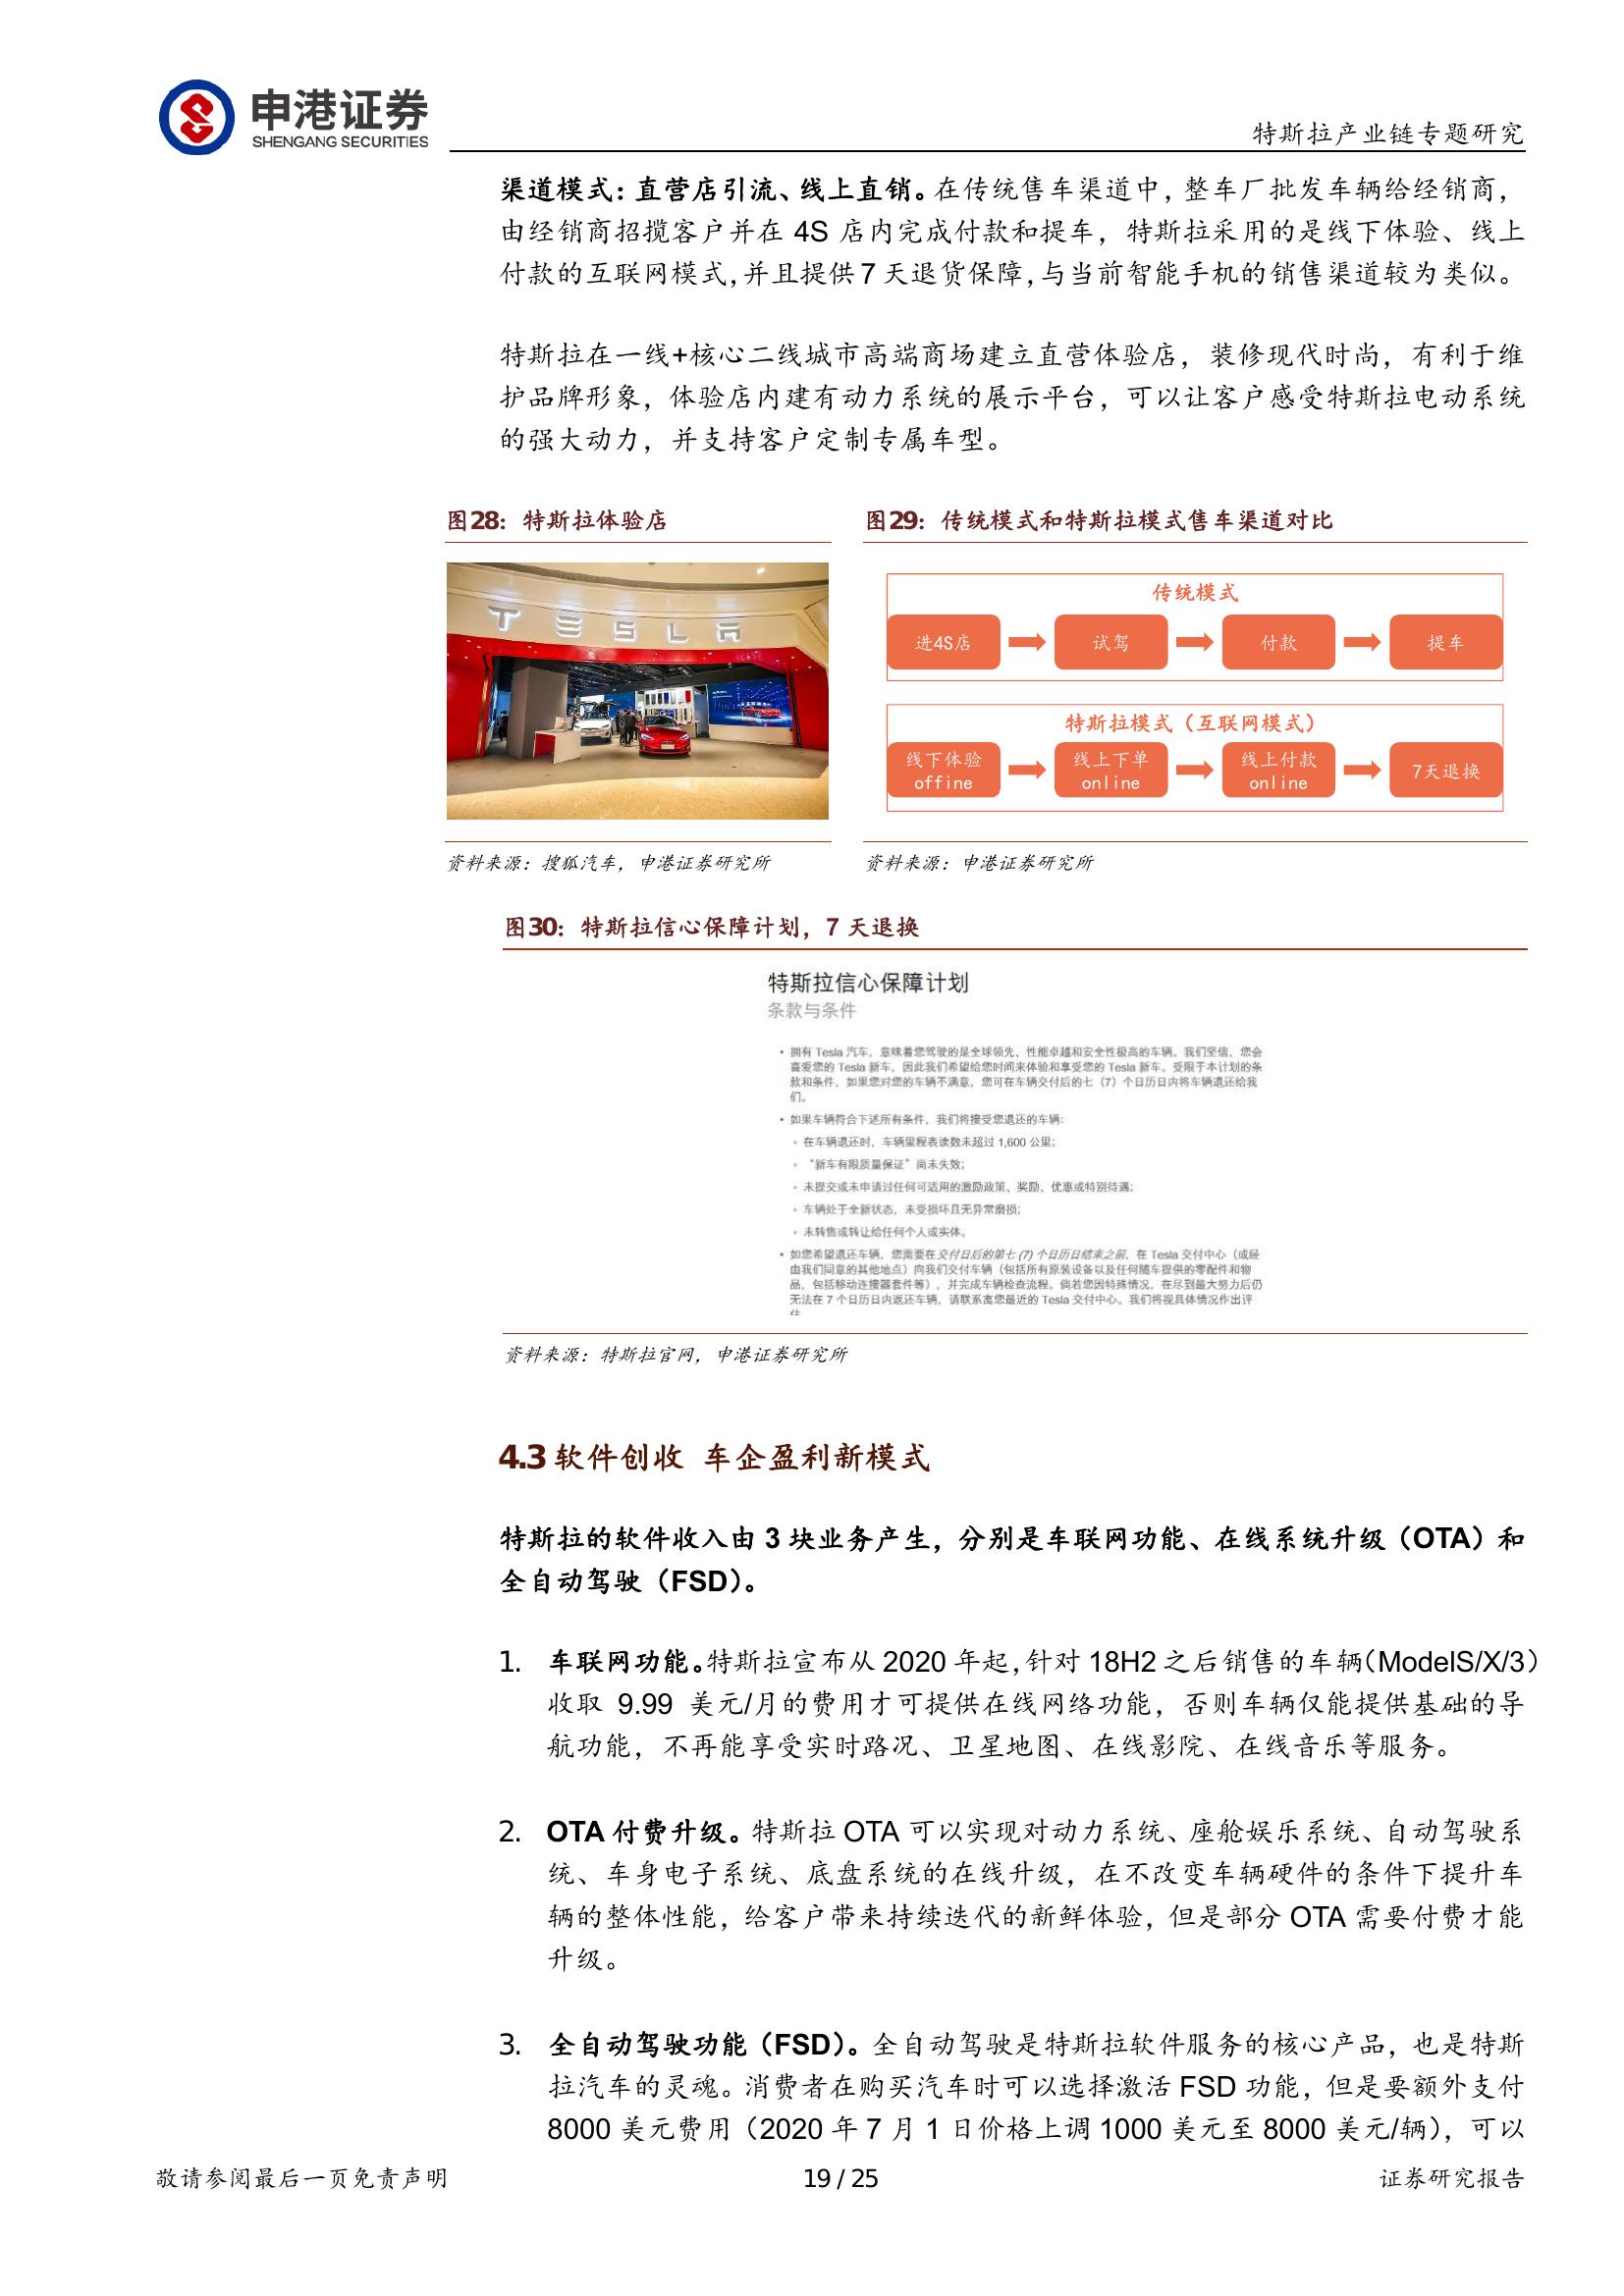 申港证券
SHENGANG SECURITIES
特斯拉产业链专题研究
渠道模式：直营店引流、线上直销。在传统售车渠道中，整车厂批发车辆给经销商，
由经销商招揽客户并在 4S 店内完成付款和提车，特斯拉采用的是线下体验、线上
付款的互联网模式，并且提供 7 天退货保障，与当前智能手机的销售渠道较为类似。
特斯拉在一线+核心二线城市高端商场建立直营体验店，装修现代时尚，有利于维
护品牌形象，体验店内建有动力系统的展示平台，可以让客户感受特斯拉电动系统
的强大动力，并支持客户定制专属车型。
图28：特斯拉体验店
TESLA
资料来源：搜狐汽车，申港证券研究所
图29：传统模式和特斯拉模式售车渠道对比
传统模式
进4S店
试驾
付款
提车
特斯拉模式（互联网模式）
线下体验
offine
线上下单
online
线上付款
online
7天退换
资料来源：申港证券研究所
图30：特斯拉信心保障计划，7 天退换
特斯拉信心保障计划
条款与条件
• 拥有 Tesla 汽车，意味着您驾驶的是全球领先、性能卓越和安全性极高的车辆。我们坚信，您会
喜爱您的 Tesla 新车，因此我们希望给您时间来体验和享受您的 Tesla 新车。受限于本计划的条
款和条件，如果您对您的车辆不满意，您可在车辆交付后的七（7）个日历日内将车辆退还给我
们。
• 如果车辆符合下述所有条件，我们将接受您退还的车辆：
◦ 在车辆退还时，车辆里程表读数未超过 1,600 公里；
◦ “新车有限质量保证”尚未失效；
◦ 未提交或未申请过任何可适用的激励政策、奖励、优惠或特别待遇；
◦ 车辆处于全新状态，未受损坏且无异常磨损；
◦ 未转售或转让给任何个人或实体。
• 如您希望退还车辆，您需要在交付日后的第七 (7) 个日历日结束之前，在 Tesla 交付中心（或经
由我们同意的其他地点）向我们交付车辆（包括所有原装设备以及任何随车提供的零配件和物
品，包括移动连接器套件等），并完成车辆检查流程。倘若您因特殊情况，在尽到最大努力后仍
无法在 7 个日历日内返还车辆，请联系离您最近的 Tesla 交付中心。我们将视具体情况作出评
资料来源：特斯拉官网，申港证券研究所
4.3 软件创收 车企盈利新模式
特斯拉的软件收入由 3 块业务产生，分别是车联网功能、在线系统升级（OTA）和
全自动驾驶（FSD）。
1. 车联网功能。特斯拉宣布从 2020 年起，针对 18H2 之后销售的车辆（ModelS/X/3）
收取 9.99 美元/月的费用才可提供在线网络功能，否则车辆仅能提供基础的导
航功能，不再能享受实时路况、卫星地图、在线影院、在线音乐等服务。
2. OTA 付费升级。特斯拉 OTA 可以实现对动力系统、座舱娱乐系统、自动驾驶系
统、车身电子系统、底盘系统的在线升级，在不改变车辆硬件的条件下提升车
辆的整体性能，给客户带来持续迭代的新鲜体验，但是部分 OTA 需要付费才能
升级。
3. 全自动驾驶功能（FSD）。全自动驾驶是特斯拉软件服务的核心产品，也是特斯
拉汽车的灵魂。消费者在购买汽车时可以选择激活 FSD 功能，但是要额外支付
8000 美元费用（2020 年 7 月 1 日价格上调 1000 美元至 8000 美元/辆），可以
敬请参阅最后一页免责声明
19 / 25
证券研究报告